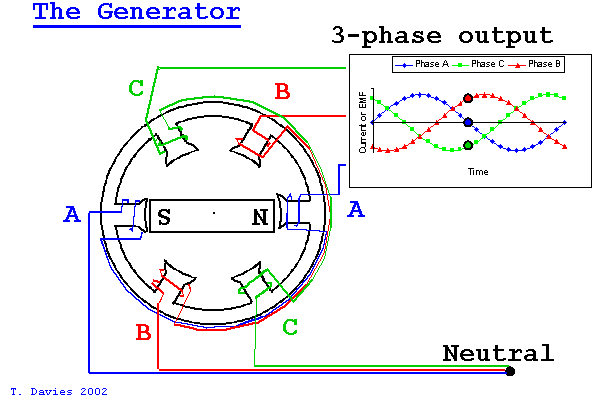 The Generator
3-phase output
Phase A Phase C Phase B
Current or EMF
Time
C
B
A
S N
A
B
C
Neutral
T. Davies 2002